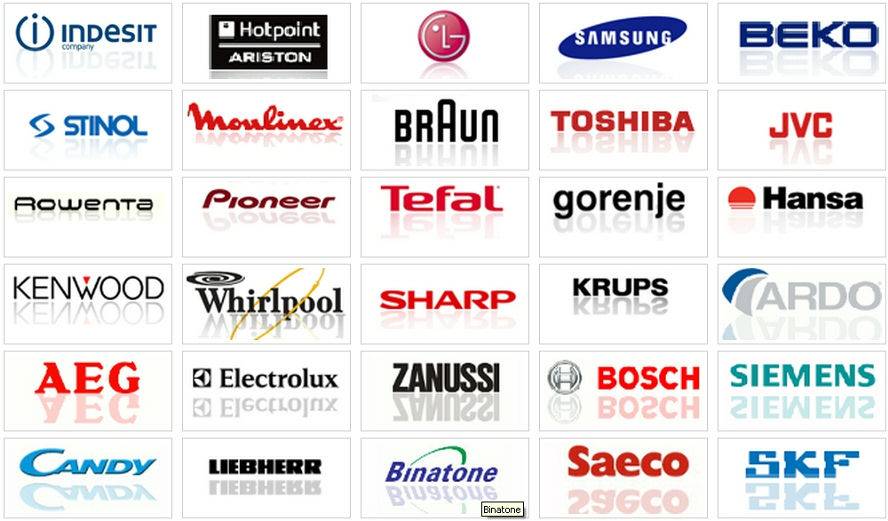 INDESIT
company
Hotpoint
ARISTON
LG
SAMSUNG
BEKO
STINOL
Moulinex
BRAUN
TOSHIBA
JVC
Rowenta
Pioneer
Tefal
gorenje
Hansa
KENWOOD
Whirlpool
SHARP
KRUPS
ARDO
AEG
Electrolux
ZANUSSI
BOSCH
SIEMENS
CANDY
LIEBHERR
Binatone
Saeco
SKF
Binatone